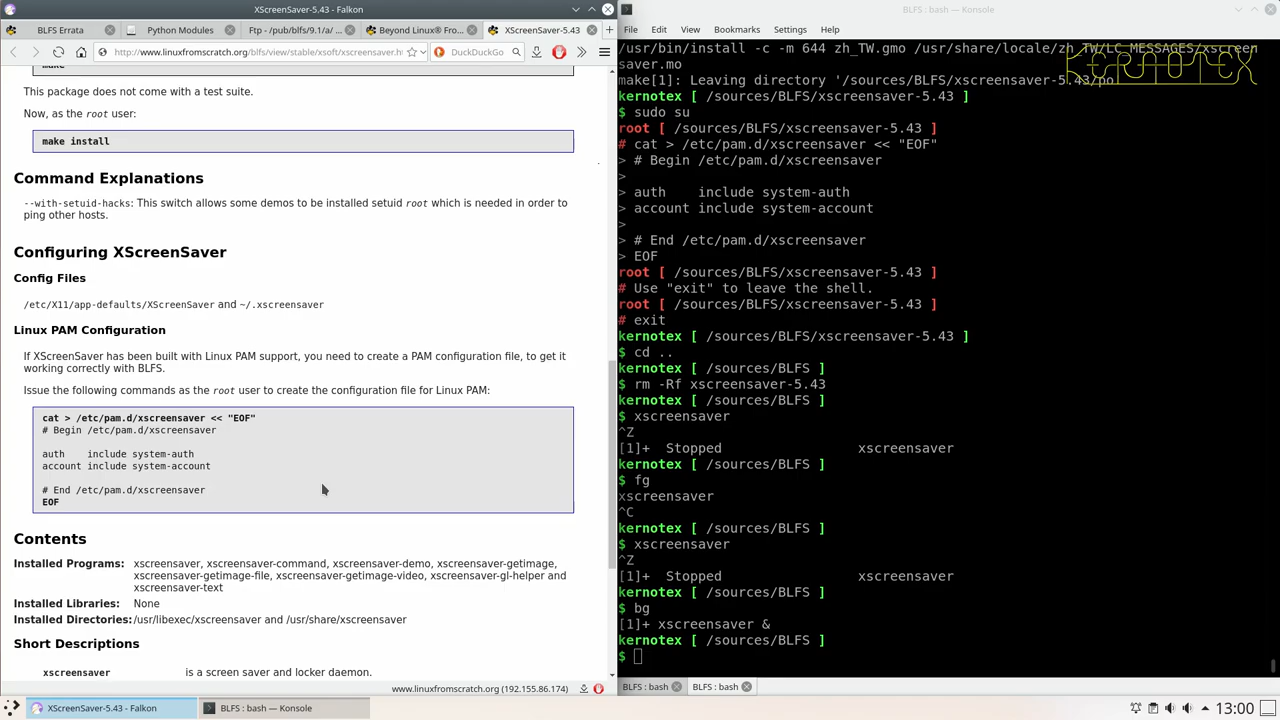 XScreenSaver-5.43 - Falkon
BLFS Errata
Python Modules
Ftp - /pub/blfs/9.1/a/ ...
Beyond Linux® Fro...
XScreenSaver-5.43
http://www.linuxfromscratch.org/blfs/view/stable/xsoft/xscreensaver.h
DuckDuckGo
make
This package does not come with a test suite.
Now, as the root user:
make install
Command Explanations
--with-setuid-hacks: This switch allows some demos to be installed setuid root which is needed in order to
ping other hosts.
Configuring XScreenSaver
Config Files
/etc/X11/app-defaults/XScreenSaver and ~/.xscreensaver
Linux PAM Configuration
If XScreenSaver has been built with Linux PAM support, you need to create a PAM configuration file, to get it
working correctly with BLFS.
Issue the following commands as the root user to create the configuration file for Linux PAM:
cat > /etc/pam.d/xscreensaver << "EOF"
# Begin /etc/pam.d/xscreensaver
auth    include system-auth
account include system-account
# End /etc/pam.d/xscreensaver
EOF
Contents
Installed Programs: xscreensaver, xscreensaver-command, xscreensaver-demo, xscreensaver-getimage,
xscreensaver-getimage-file, xscreensaver-getimage-video, xscreensaver-gl-helper and
xscreensaver-text
Installed Libraries: None
Installed Directories: /usr/libexec/xscreensaver and /usr/share/xscreensaver
Short Descriptions
xscreensaver is a screen saver and locker daemon.
www.linuxfromscratch.org (192.155.86.174)
BLFS : bash — Konsole
File Edit View Bookmarks Settings Help
/usr/bin/install -c -m 644 zh_TW.gmo /usr/share/locale/zh_TW/LC_MESSAGES/xscreen
saver.mo
make[1]: Leaving directory '/sources/BLFS/xscreensaver-5.43/po
KERNOTEX
kernotex [ /sources/BLFS/xscreensaver-5.43 ]
$ sudo su
root [ /sources/BLFS/xscreensaver-5.43 ]
# cat > /etc/pam.d/xscreensaver << "EOF"
> # Begin /etc/pam.d/xscreensaver
>
> auth    include system-auth
> account include system-account
>
> # End /etc/pam.d/xscreensaver
> EOF
root [ /sources/BLFS/xscreensaver-5.43 ]
# Use "exit" to leave the shell.
root [ /sources/BLFS/xscreensaver-5.43 ]
# exit
kernotex [ /sources/BLFS/xscreensaver-5.43 ]
$ cd ..
kernotex [ /sources/BLFS ]
$ rm -Rf xscreensaver-5.43
kernotex [ /sources/BLFS ]
$ xscreensaver
^Z
[1]+  Stopped                 xscreensaver
kernotex [ /sources/BLFS ]
$ fg
xscreensaver
^C
kernotex [ /sources/BLFS ]
$ xscreensaver
^Z
[1]+  Stopped                 xscreensaver
kernotex [ /sources/BLFS ]
$ bg
[1]+ xscreensaver &
kernotex [ /sources/BLFS ]
$
BLFS : bash
BLFS : bash
XScreenSaver-5.43 - Falkon
BLFS : bash — Konsole
13:00